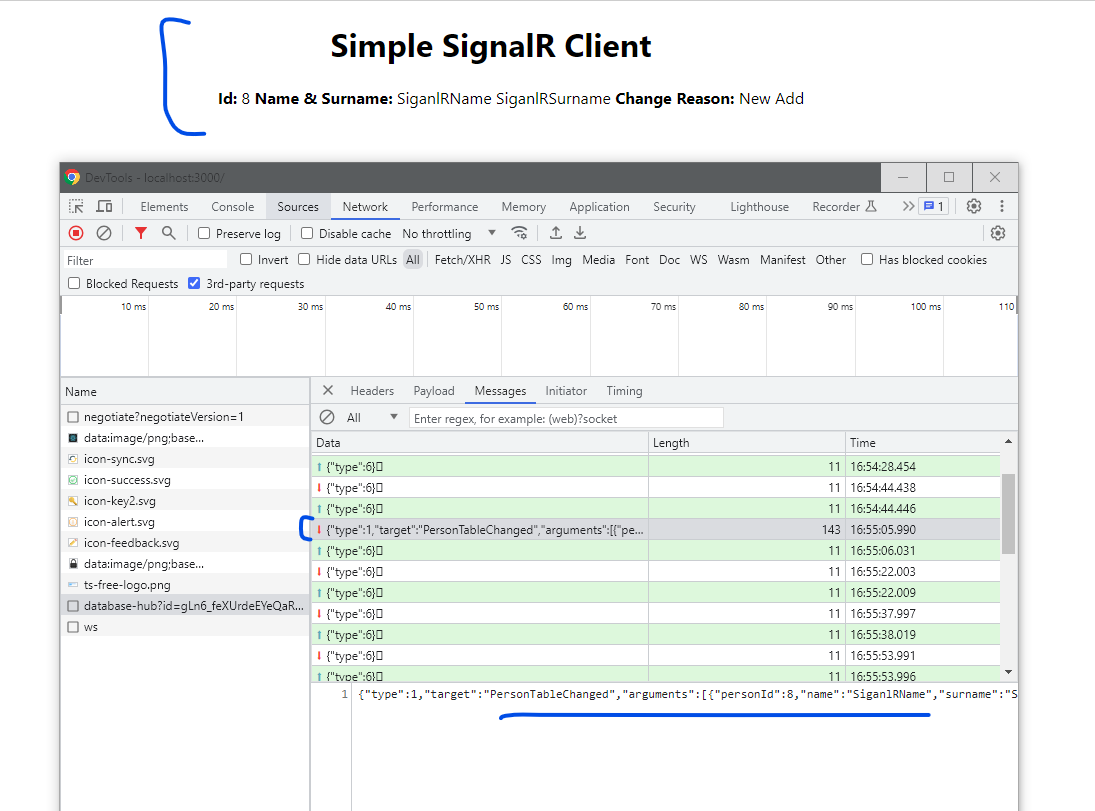 Simple SignalR Client
Id: 8 Name & Surname: SiganlRName SiganlRSurname Change Reason: New Add
DevTools - localhost:3000/
Elements Console Sources Network Performance Memory Application Security Lighthouse Recorder 1
Preserve log Disable cache No throttling
Filter Invert Hide data URLs All Fetch/XHR JS CSS Img Media Font Doc WS Wasm Manifest Other Has blocked cookies
Blocked Requests 3rd-party requests
10 ms 20 ms 30 ms 40 ms 50 ms 60 ms 70 ms 80 ms 90 ms 100 ms 110
Name
negotiate?negotiateVersion=1
data:image/png;base...
icon-sync.svg
icon-success.svg
icon-key2.svg
icon-alert.svg
icon-feedback.svg
data:image/png;base...
ts-free-logo.png
database-hub?id=gLn6_feXUrdeEYeQaR...
ws
Headers Payload Messages Initiator Timing
All Enter regex, for example: (web)?socket
Data Length Time
{"type":6} 11 16:54:28.454
{"type":6} 11 16:54:44.438
{"type":6} 11 16:54:44.446
{"type":1,"target":"PersonTableChanged","arguments":[{"pe... 143 16:55:05.990
{"type":6} 11 16:55:06.031
{"type":6} 11 16:55:22.003
{"type":6} 11 16:55:22.009
{"type":6} 11 16:55:37.997
{"type":6} 11 16:55:38.019
{"type":6} 11 16:55:53.991
{"type":6} 11 16:55:53.996
1 {"type":1,"target":"PersonTableChanged","arguments":[{"personId":8,"name":"SiganlRName","surname":"S